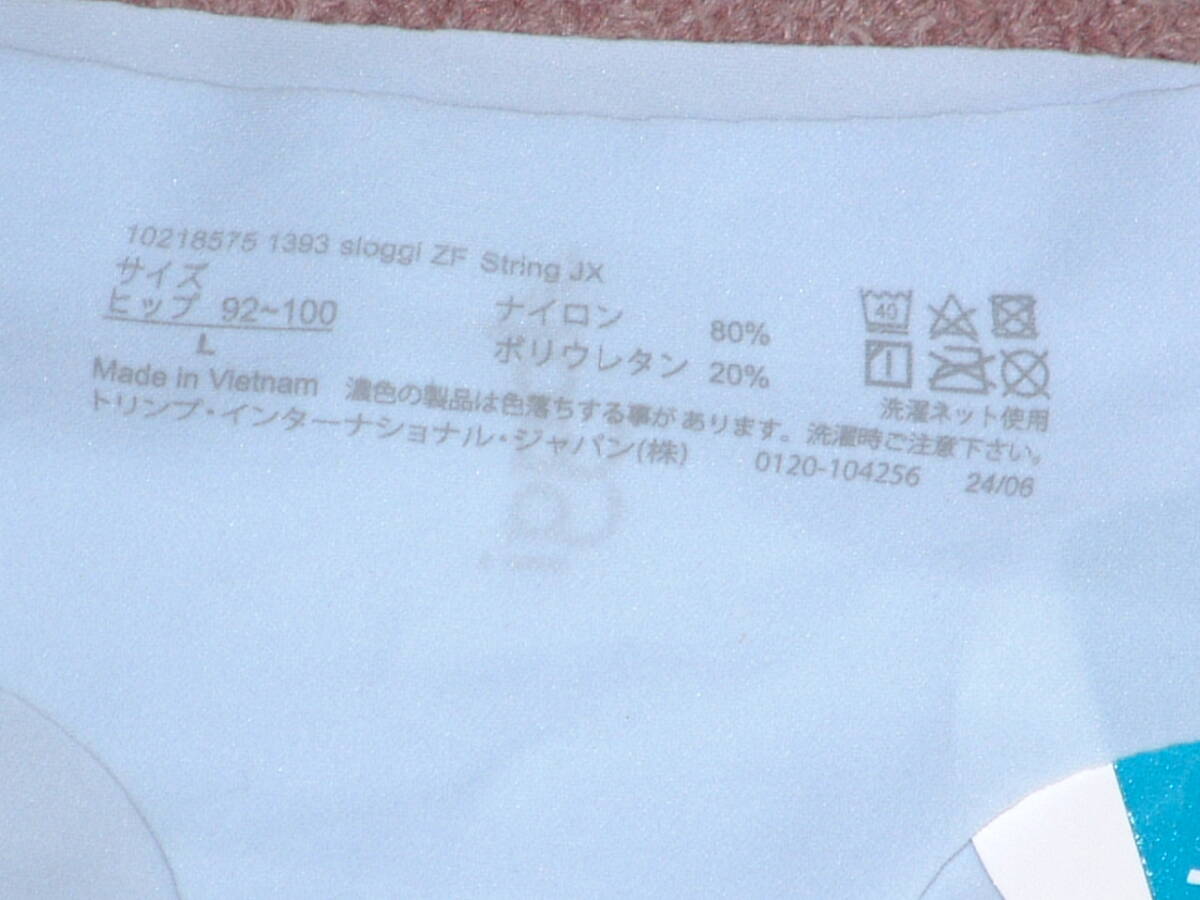 10218575 1393 sloggi ZF String JX
サイズ
ヒップ 92~100
L
ナイロン 80%
ポリウレタン 20%
40
洗濯ネット使用
Made in Vietnam 濃色の製品は色落ちする事が あります。洗濯時ご注意下さい。
トリンプ・インターナショナル・ジャパン(株) 0120-104256 24/06